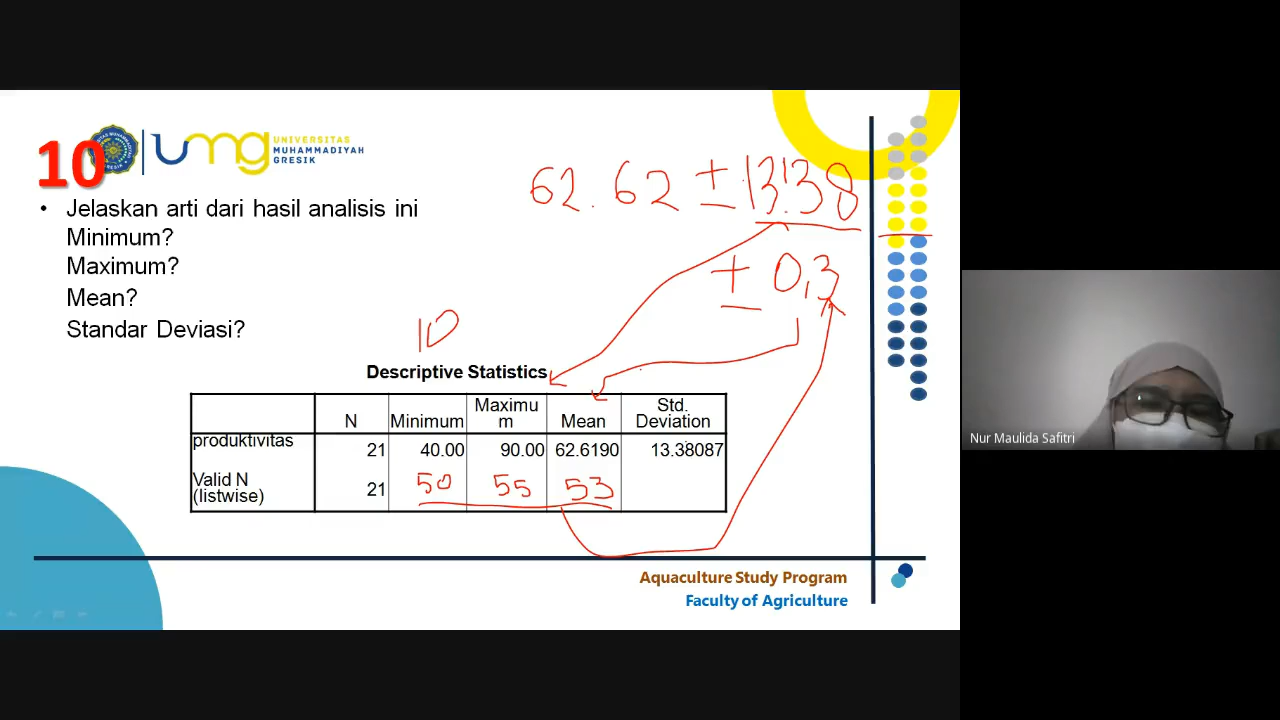 10
umg
UNIVERSITAS
MUHAMMADIYAH
GRESIK
62.62 ± 13.38
• Jelaskan arti dari hasil analisis ini
Minimum?
Maximum?
Mean?
Standar Deviasi?
± 0,3
10
Descriptive Statistics
N Minimum Maximu m Mean Std. Deviation
produktivitas 21 40.00 90.00 62.6190 13.38087
Valid N (listwise) 21 50 55 53
Aquaculture Study Program
Faculty of Agriculture
Nur Maulida Safitri